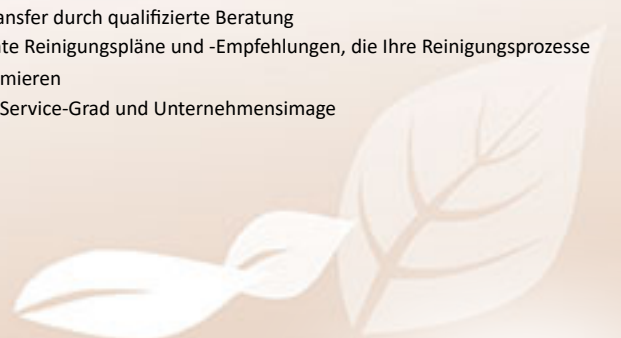 ansfer durch qualifizierte Beratung
te Reinigungspläne und -Empfehlungen, die Ihre Reinigungsprozesse
mieren
Service-Grad und Unternehmensimage